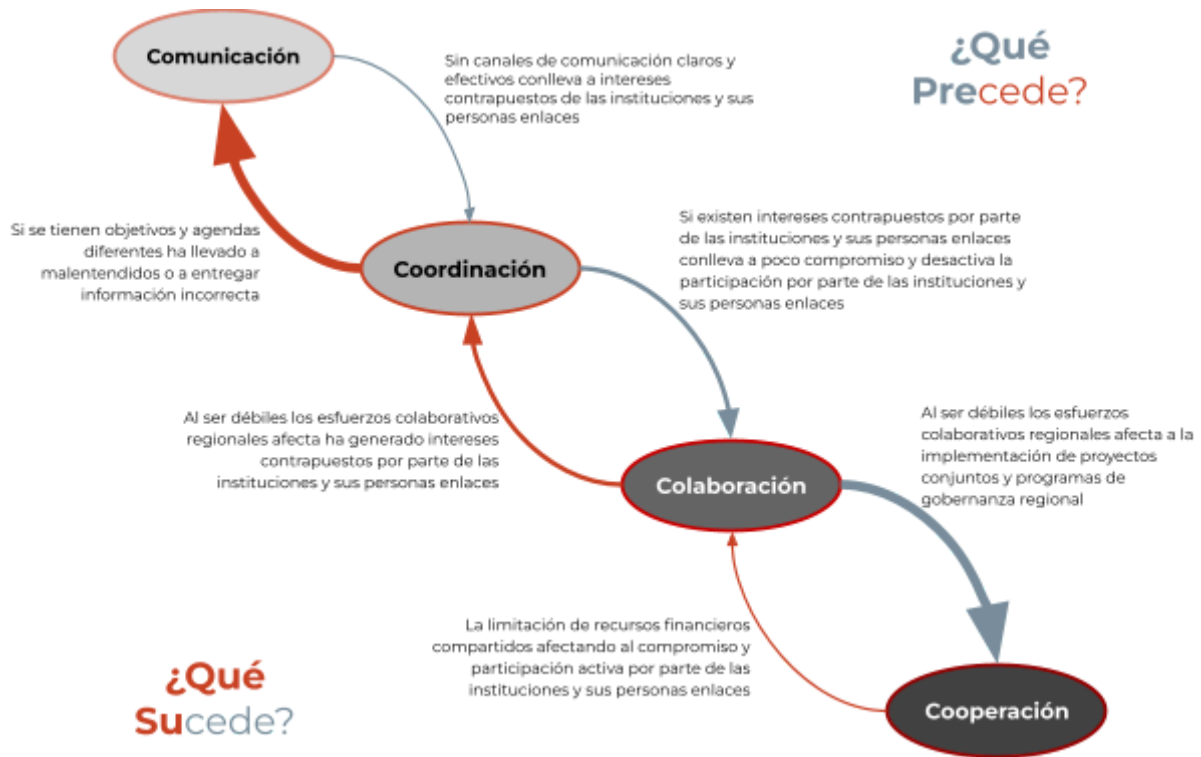 Comunicación
Sin canales de comunicación claros y
efectivos conlleva a intereses
contrapuestos de las instituciones y sus
personas enlaces
¿Qué
Precede?
Si se tienen objetivos y agendas
diferentes ha llevado a
malentendidos o a entregar
información incorrecta
Coordinación
Si existen intereses contrapuestos por parte
de las instituciones y sus personas enlaces
conlleva a poco compromiso y desactiva la
participación por parte de las instituciones y
sus personas enlaces
Al ser débiles los esfuerzos colaborativos
regionales afecta ha generado intereses
contrapuestos por parte de las
instituciones y sus personas enlaces
Colaboración
Al ser débiles los esfuerzos
colaborativos regionales afecta a la
implementación de proyectos
conjuntos y programas de
gobernanza regional
La limitación de recursos financieros
compartidos afectando al compromiso y
participación activa por parte de las
instituciones y sus personas enlaces
¿Qué
Sucede?
Cooperación